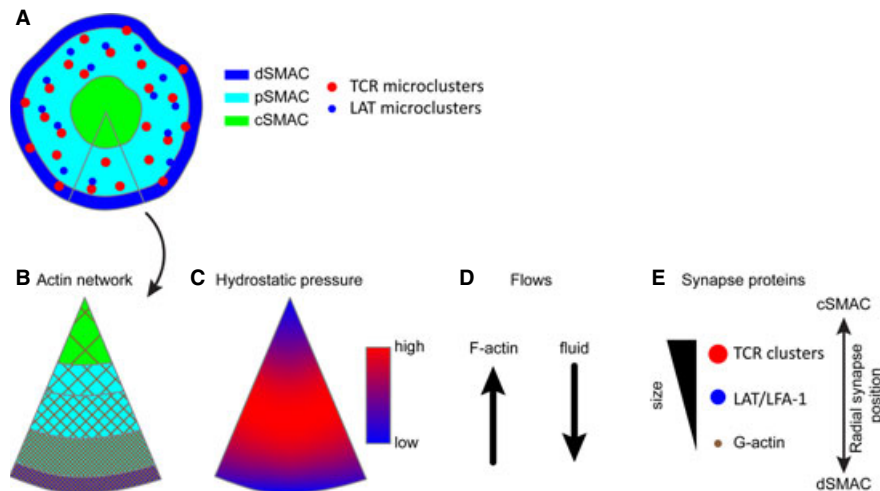 A
dSMAC
pSMAC
cSMAC
TCR microclusters
LAT microclusters
B Actin network
C Hydrostatic pressure
high
low
D Flows
F-actin
fluid
E Synapse proteins
size
TCR clusters
LAT/LFA-1
G-actin
cSMAC
Radial synapse
position
dSMAC